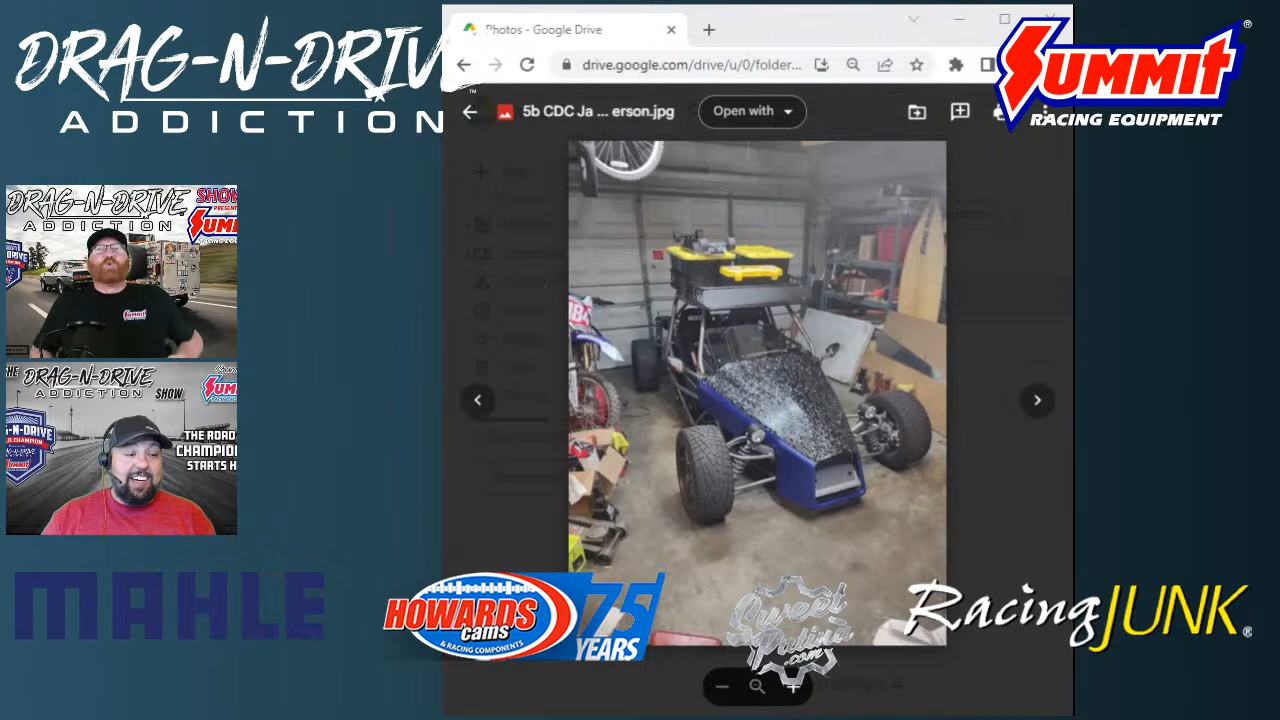 DRAG-N-DRIVE
ADDICTION
™
Photos - Google Drive
drive.google.com/drive/u/0/folder...
5b CDC Ja ... erson.jpg
Open with
SUMMIT
®
RACING EQUIPMENT
DRAG-N-DRIVE
ADDICTION
SHOW
THE
DRAG-N-DRIVE
ADDICTION
SHOW
THE ROAD
CHAMPION
STARTS H
MAHLE
HOWARDS
cams
& RACING COMPONENTS
75
YEARS
Sweet
Patina
.com
RacingJUNK®